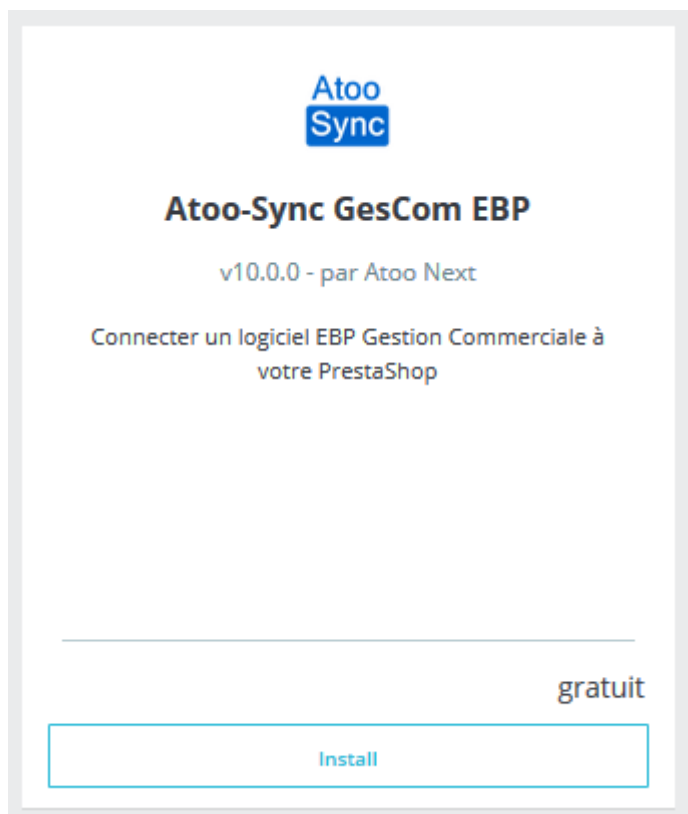 Atoo
Sync
Atoo-Sync GesCom EBP
v10.0.0 - par Atoo Next
Connecter un logiciel EBP Gestion Commerciale à
votre PrestaShop
gratuit
Install